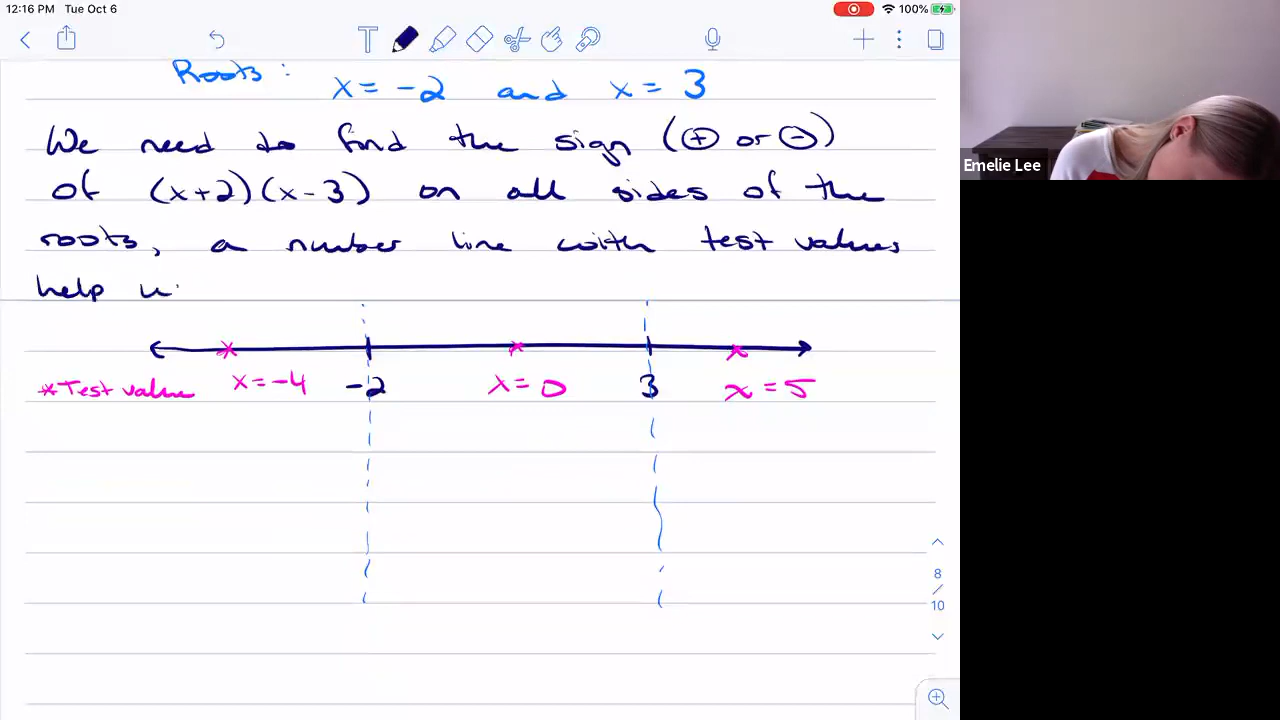 12:16 PM Tue Oct 6
100%
T
Roots:
x = -2 and x = 3
We need to find the sign (+ or -)
of (x+2)(x-3) on all sides of the
roots, a number line with test values
help
*Test value x=-4 -2 x=0 3 x=5
8
/
10
Emelie Lee